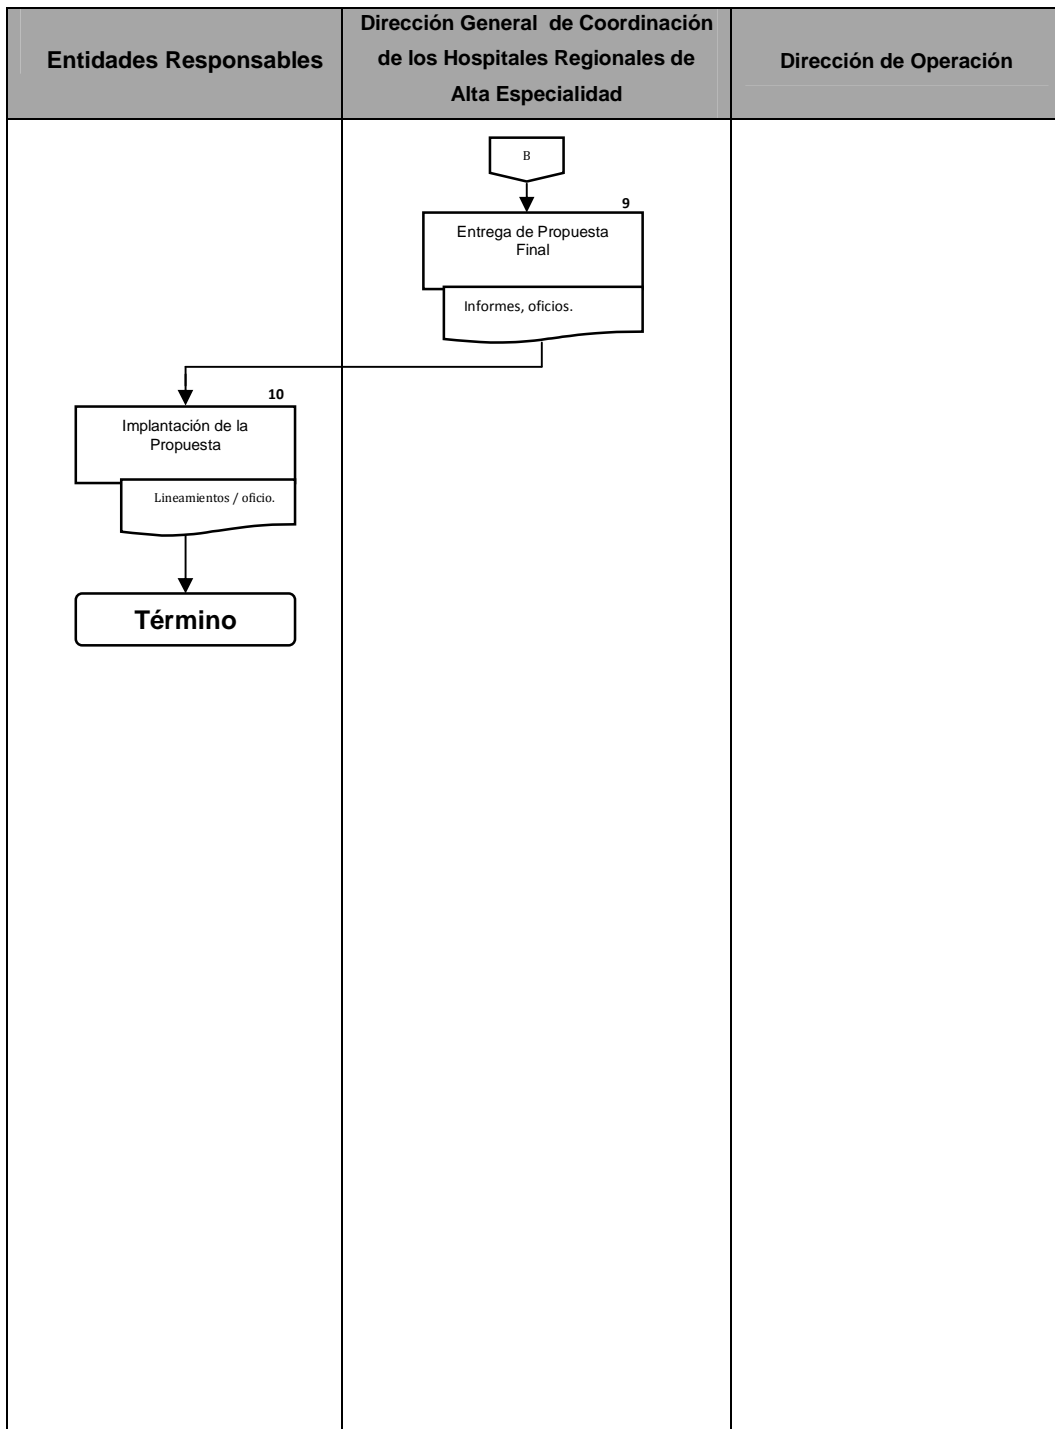 Entidades Responsables
Dirección General de Coordinación
de los Hospitales Regionales de
Alta Especialidad
Dirección de Operación
B
9
Entrega de Propuesta
Final
Informes, oficios.
10
Implantación de la
Propuesta
Lineamientos / oficio.
Término